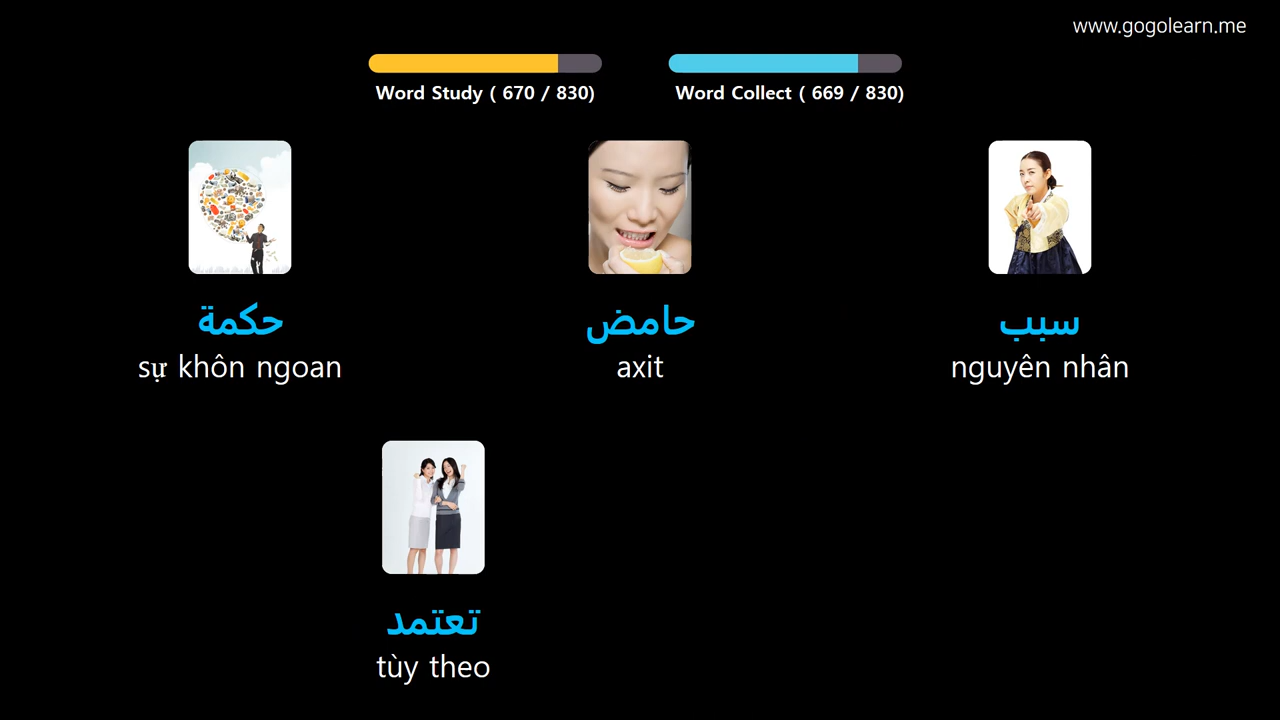 www.gogolearn.me
Word Study ( 670 / 830)
Word Collect ( 669 / 830)
حكمة
sự khôn ngoan
حامض
axit
سبب
nguyên nhân
تعتمد
tùy theo